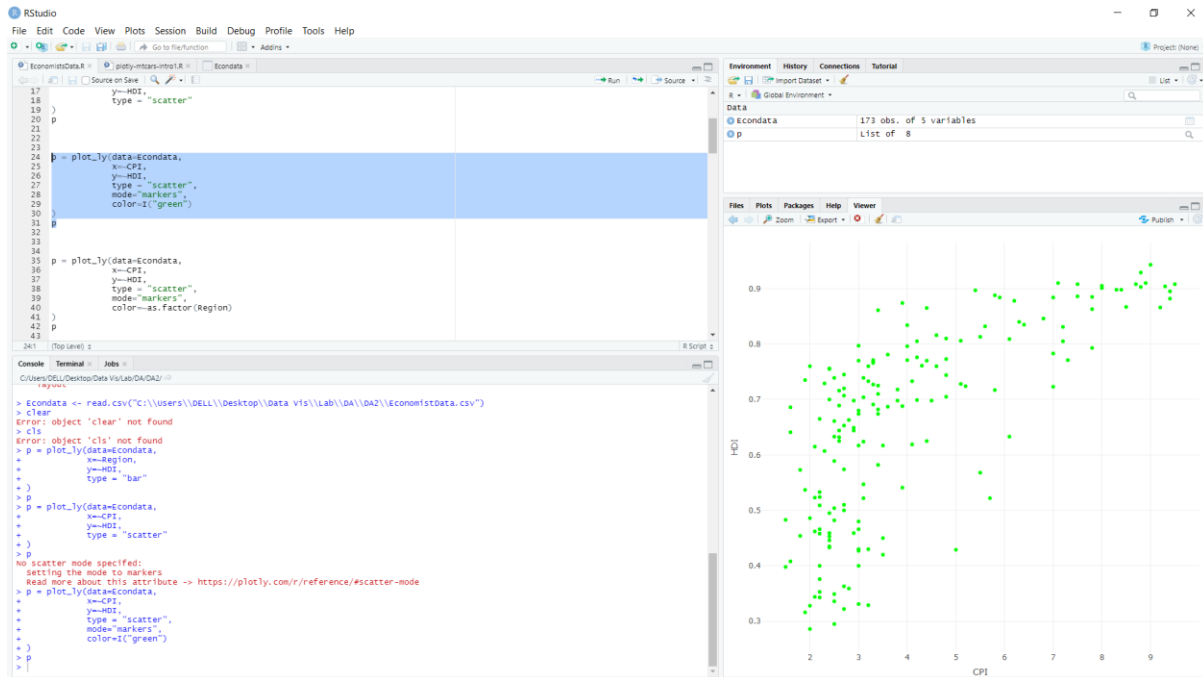 RStudio
File Edit Code View Plots Session Build Debug Profile Tools Help
Go to file/function Addins Project: (None)
EconomistsData.R plotly-mtcars-intro1.R Econdata
Source on Save Run Source
17 y=~HDI,
18 type = "scatter"
19 )
20 p
21
22
23
24 p = plot_ly(data=Econdata,
25 x=~CPI,
26 y=~HDI,
27 type = "scatter",
28 mode="markers",
29 color=I("green")
30 )
31 p
32
33
34
35 p = plot_ly(data=Econdata,
36 x=~CPI,
37 y=~HDI,
38 type = "scatter",
39 mode="markers",
40 color=~as.factor(Region)
41 )
42 p
43
24:1 (Top Level) R Script
Console Terminal Jobs
C:/Users/DELL/Desktop/Data Vis/Lab/DA/DA2/
layout
> Econdata <- read.csv("C:\\Users\\DELL\\Desktop\\Data Vis\\Lab\\DA\\DA2\\EconomistData.csv")
> clear
Error: object 'clear' not found
> cls
Error: object 'cls' not found
> p = plot_ly(data=Econdata,
+ x=~Region,
+ y=~HDI,
+ type = "bar"
+ )
> p
> p = plot_ly(data=Econdata,
+ x=~CPI,
+ y=~HDI,
+ type = "scatter"
+ )
> p
No scatter mode specifed:
Setting the mode to markers
Read more about this attribute -> https://plotly.com/r/reference/#scatter-mode
> p = plot_ly(data=Econdata,
+ x=~CPI,
+ y=~HDI,
+ type = "scatter",
+ mode="markers",
+ color=I("green")
+ )
> p
>
Environment History Connections Tutorial
Import Dataset List
R Global Environment
Data
Econdata 173 obs. of 5 variables
p List of 8
Files Plots Packages Help Viewer
Zoom Export Publish
0.9
0.8
0.7
0.6
0.5
0.4
0.3
HDI
2 3 4 5 6 7 8 9
CPI